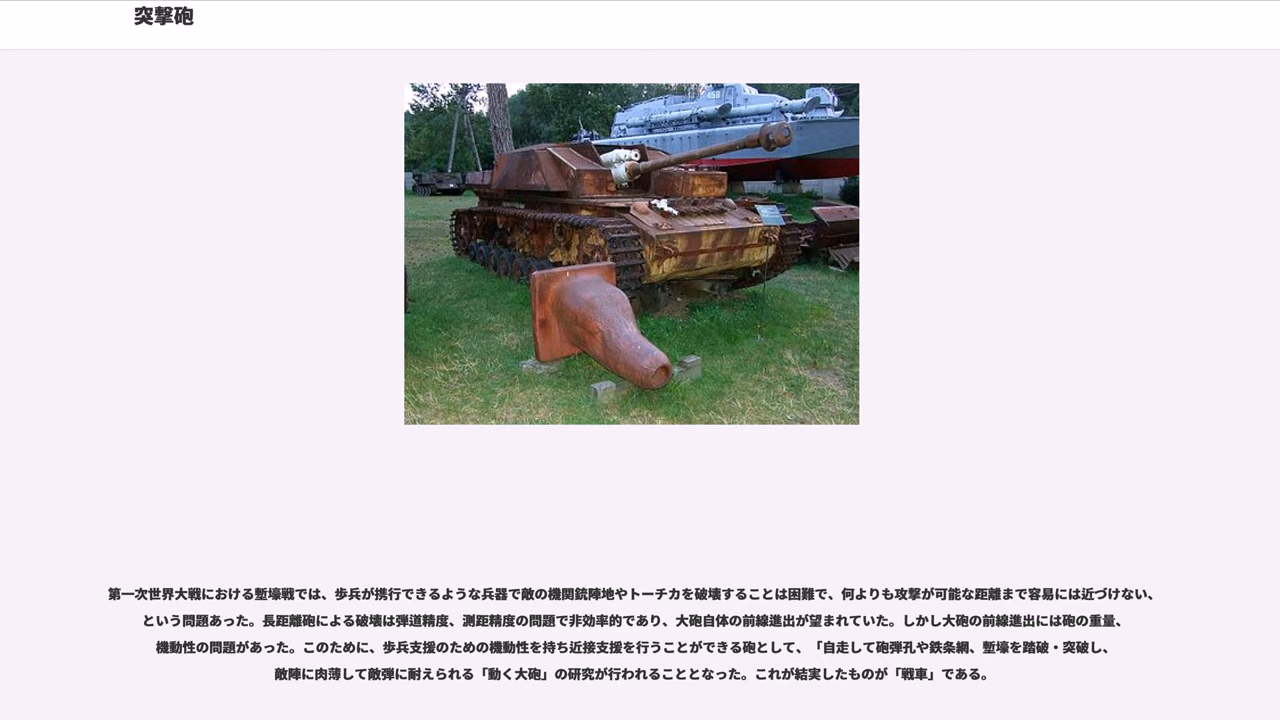 突撃砲
459
第一次世界大戦における塹壕戦では、歩兵が携行できるような兵器で敵の機関銃陣地やトーチカを破壊することは困難で、何よりも攻撃が可能な距離まで容易には近づけない、
という問題あった。長距離砲による破壊は弾道精度、測距精度の問題で非効率的であり、大砲自体の前線進出が望まれていた。しかし大砲の前線進出には砲の重量、
機動性の問題があった。このために、歩兵支援のための機動性を持ち近接支援を行うことができる砲として、「自走して砲弾孔や鉄条網、塹壕を踏破・突破し、
敵陣に肉薄して敵弾に耐えられる「動く大砲」の研究が行われることとなった。これが結実したものが「戦車」である。